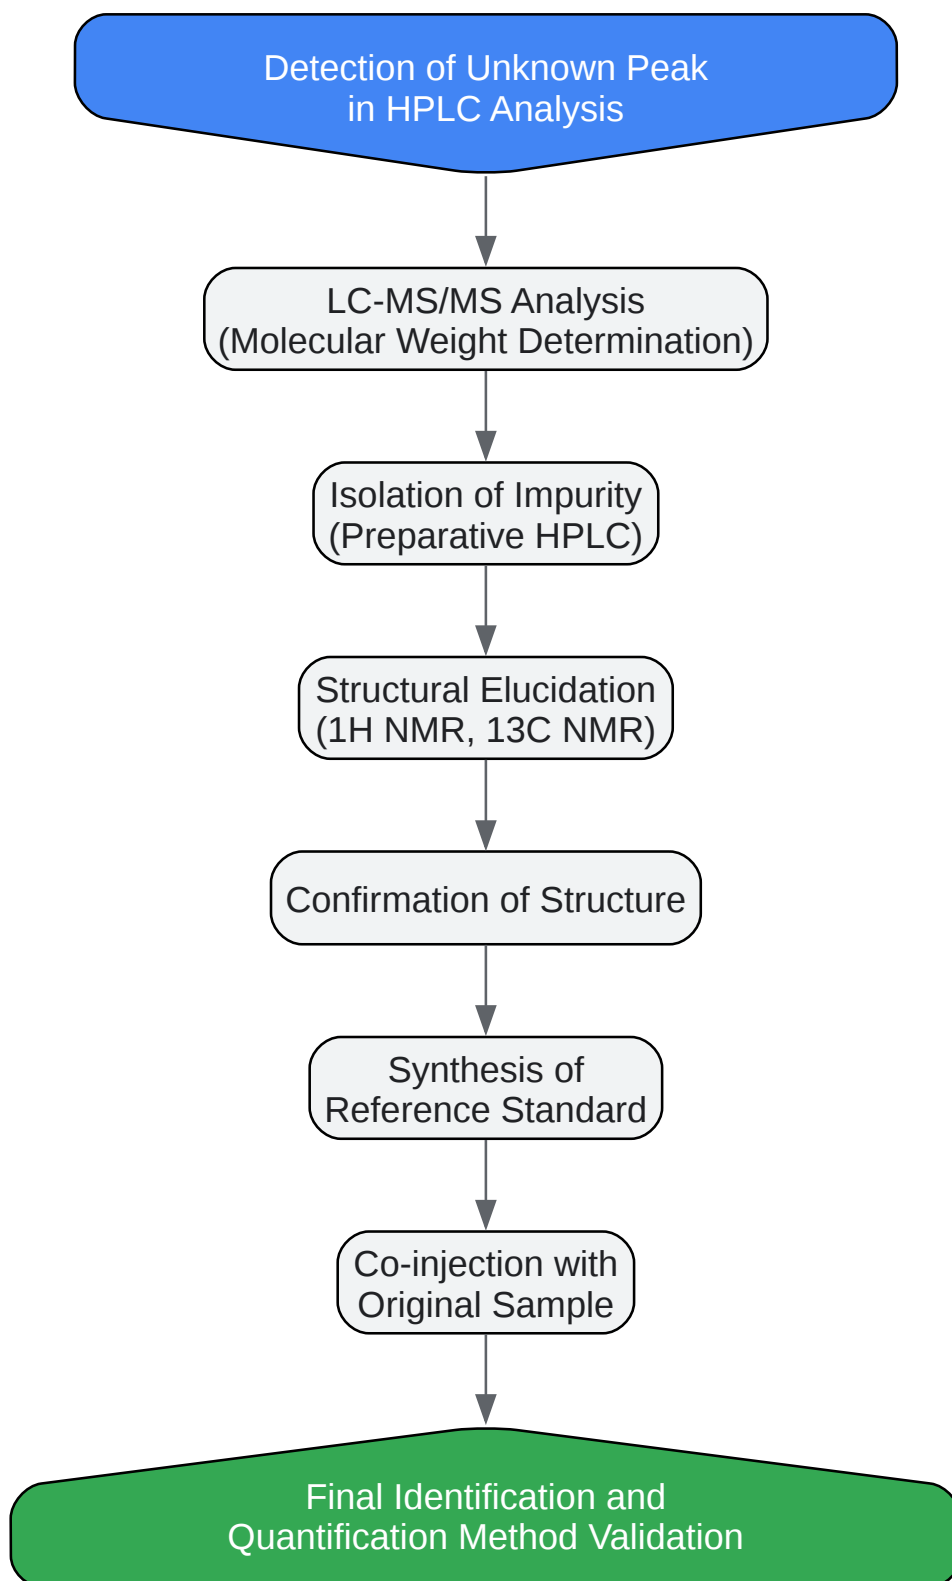 Detection of Unknown Peak
in HPLC Analysis
LC-MS/MS Analysis
(Molecular Weight Determination)
Isolation of Impurity
(Preparative HPLC)
Structural Elucidation
(1H NMR, 13C NMR)
Confirmation of Structure
Synthesis of
Reference Standard
Co-injection with
Original Sample
Final Identification and
Quantification Method Validation